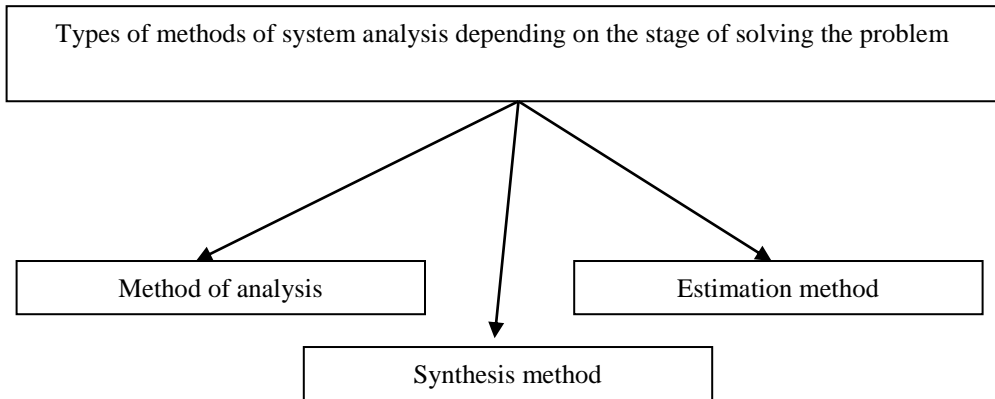 Types of methods of system analysis depending on the stage of solving the problem
Method of analysis
Estimation method
Synthesis method